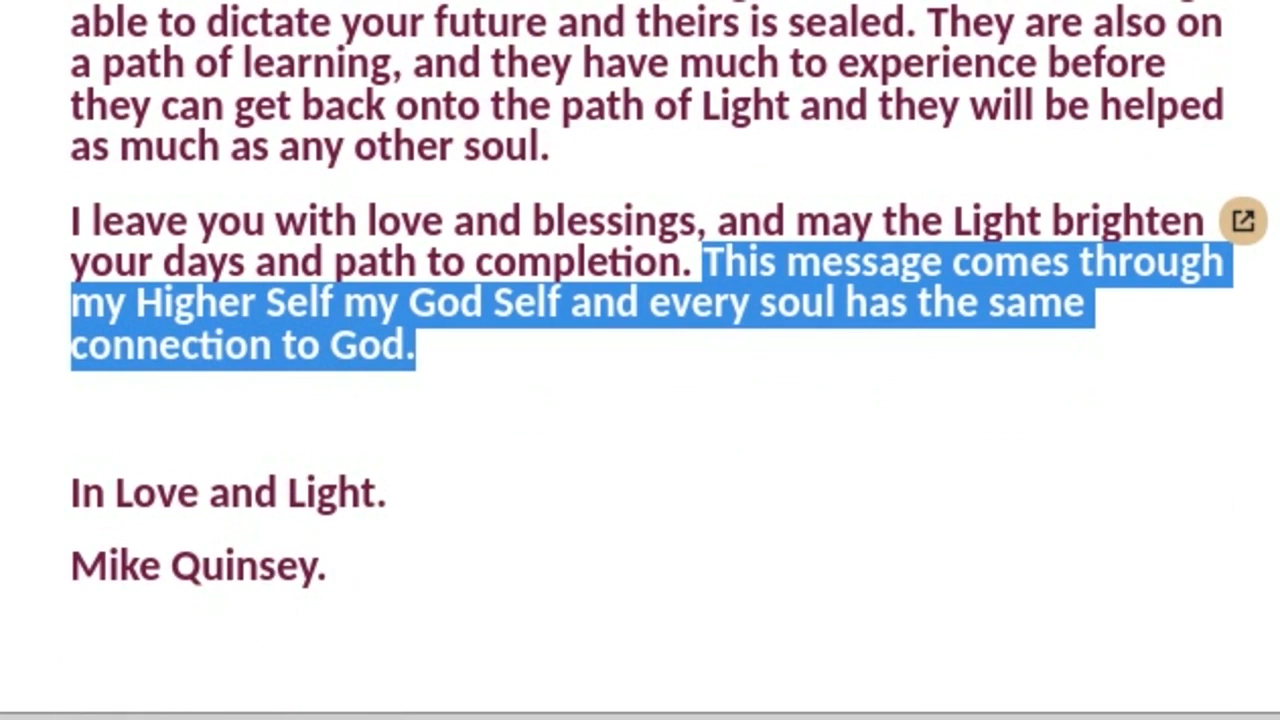 able to dictate your future and theirs is sealed. They are also on
a path of learning, and they have much to experience before
they can get back onto the path of Light and they will be helped
as much as any other soul.
I leave you with love and blessings, and may the Light brighten
your days and path to completion. This message comes through
my Higher Self my God Self and every soul has the same
connection to God.
In Love and Light.
Mike Quinsey.